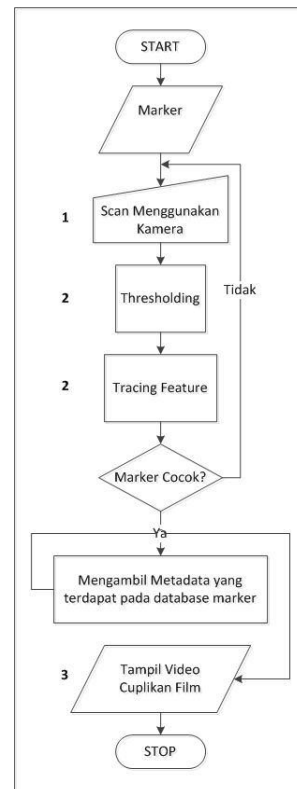 START
Marker
1
Scan Menggunakan
Kamera
2
Thresholding
Tidak
2
Tracing Feature
Marker Cocok?
Ya
Mengambil Metadata yang
terdapat pada database marker
3
Tampil Video
Cuplikan Film
STOP